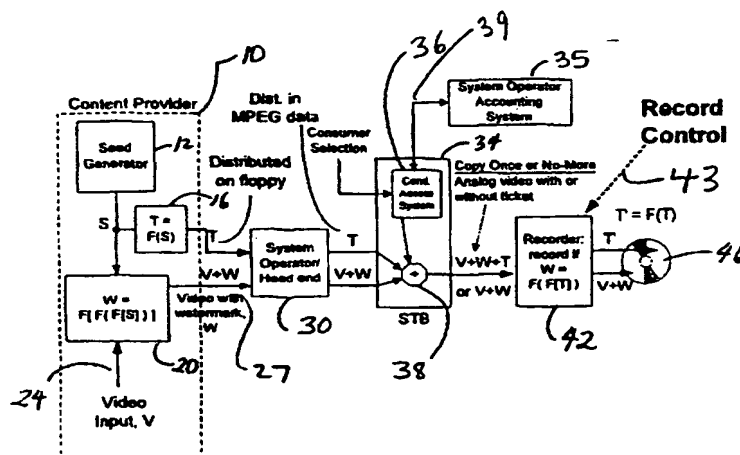 10
36
39
35
Content Provider
Dist. in
MPEG data
System Operator
Accounting
System
Record
Control
Seed
Generator
12
Consumer
Selection
34
Distributed
on floppy
Cond.
Access
System
Copy Once or No-More
Analog video with or
without ticket
43
16
S
T =
F(S)
T
System
Operator/
Head end
T
V+W
V+W
T' = F(T)
Recorder:
record if
W =
F( F[T])
T'
V+W
46
V+W+T
or V+W
W =
F[ F( F[S] ) ]
Video with
watermark,
W
STB
30
42
20
27
38
24
Video
Input, V